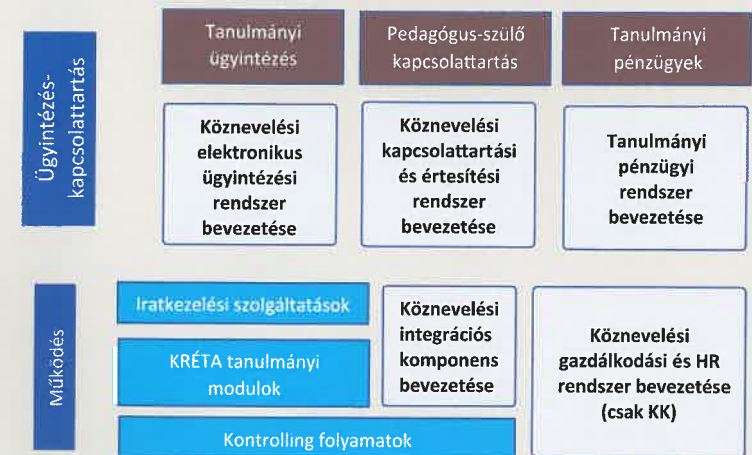 Ügyintézés-
kapcsolattartás
Tanulmányi
ügyintézés
Pedagógus-szülő
kapcsolattartás
Tanulmányi
pénzügyek
Köznevelési
elektronikus
ügyintézési
rendszer
bevezetése
Köznevelési
kapcsolattartási
és értesítési
rendszer
bevezetése
Tanulmányi
pénzügyi
rendszer
bevezetése
Működés
Iratkezelési szolgáltatások
KRÉTA tanulmányi
modulok
Kontrolling folyamatok
Köznevelési
integrációs
komponens
bevezetése
Köznevelési
gazdálkodási és HR
rendszer bevezetése
(csak KK)